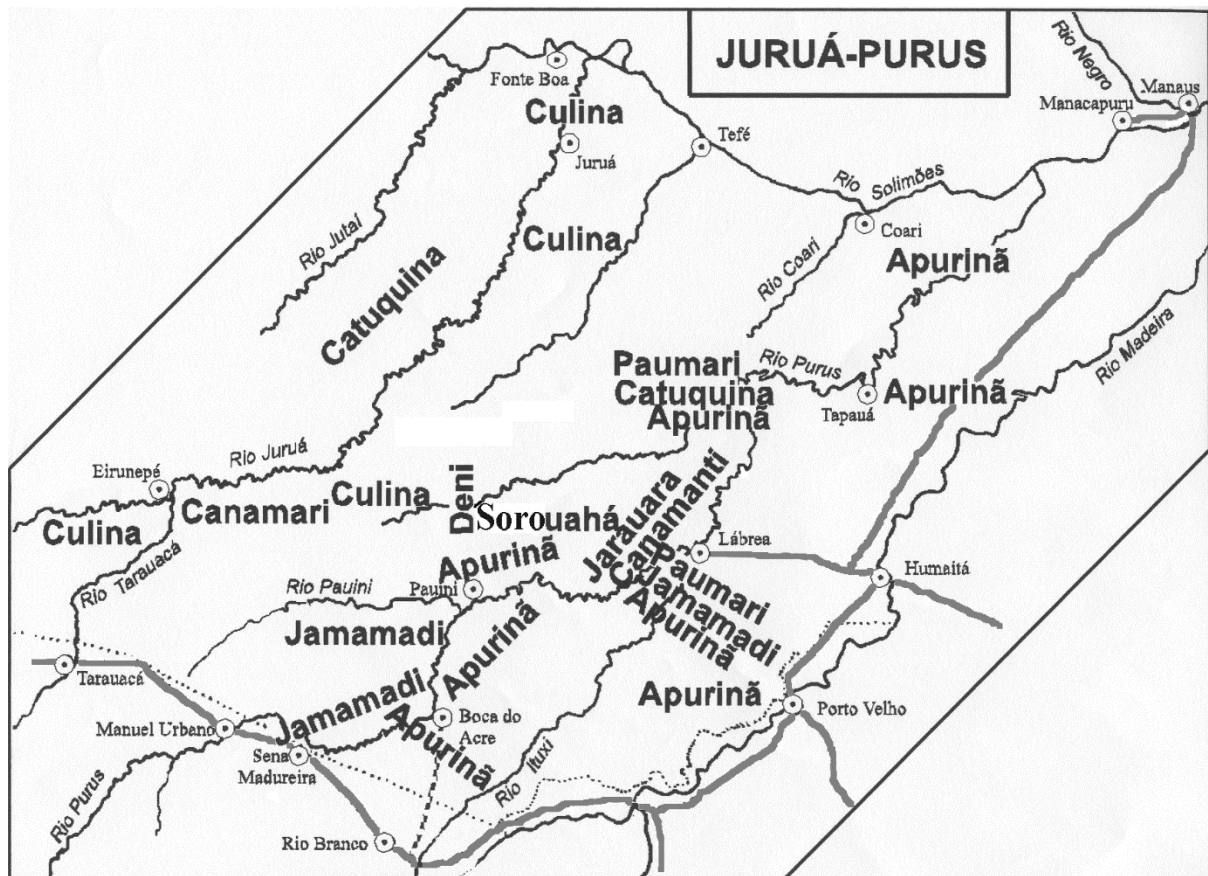 JURUÁ-PURUS
Rio Negro
Manaus
Manacapuru
Fonte Boa
Culina
Juruá
Tefé
Rio Solimões
Coari
Rio Jutaí
Culina
Rio Coari
Apurinã
Catuquina
Rio Madeira
Paumari
Catuquina
Apurinã
Rio Purus
Tapauá
Apurinã
Rio Juruá
Eirunepé
Culina
Canamari
Culina
Deni
Sorouahá
Jarauara
Canamanti
Rio Tarauacá
Apurinã
Lábrea
Humaitá
Rio Pauini
Pauini
Paumari
Jamamadi
Apurinã
Jamamadi
Apurinã
Tarauacá
Apurinã
Porto Velho
Jamamadi
Apurinã
Boca do
Acre
Manuel Urbano
Sena
Madureira
Rio Ituxi
Rio Purus
Rio Branco